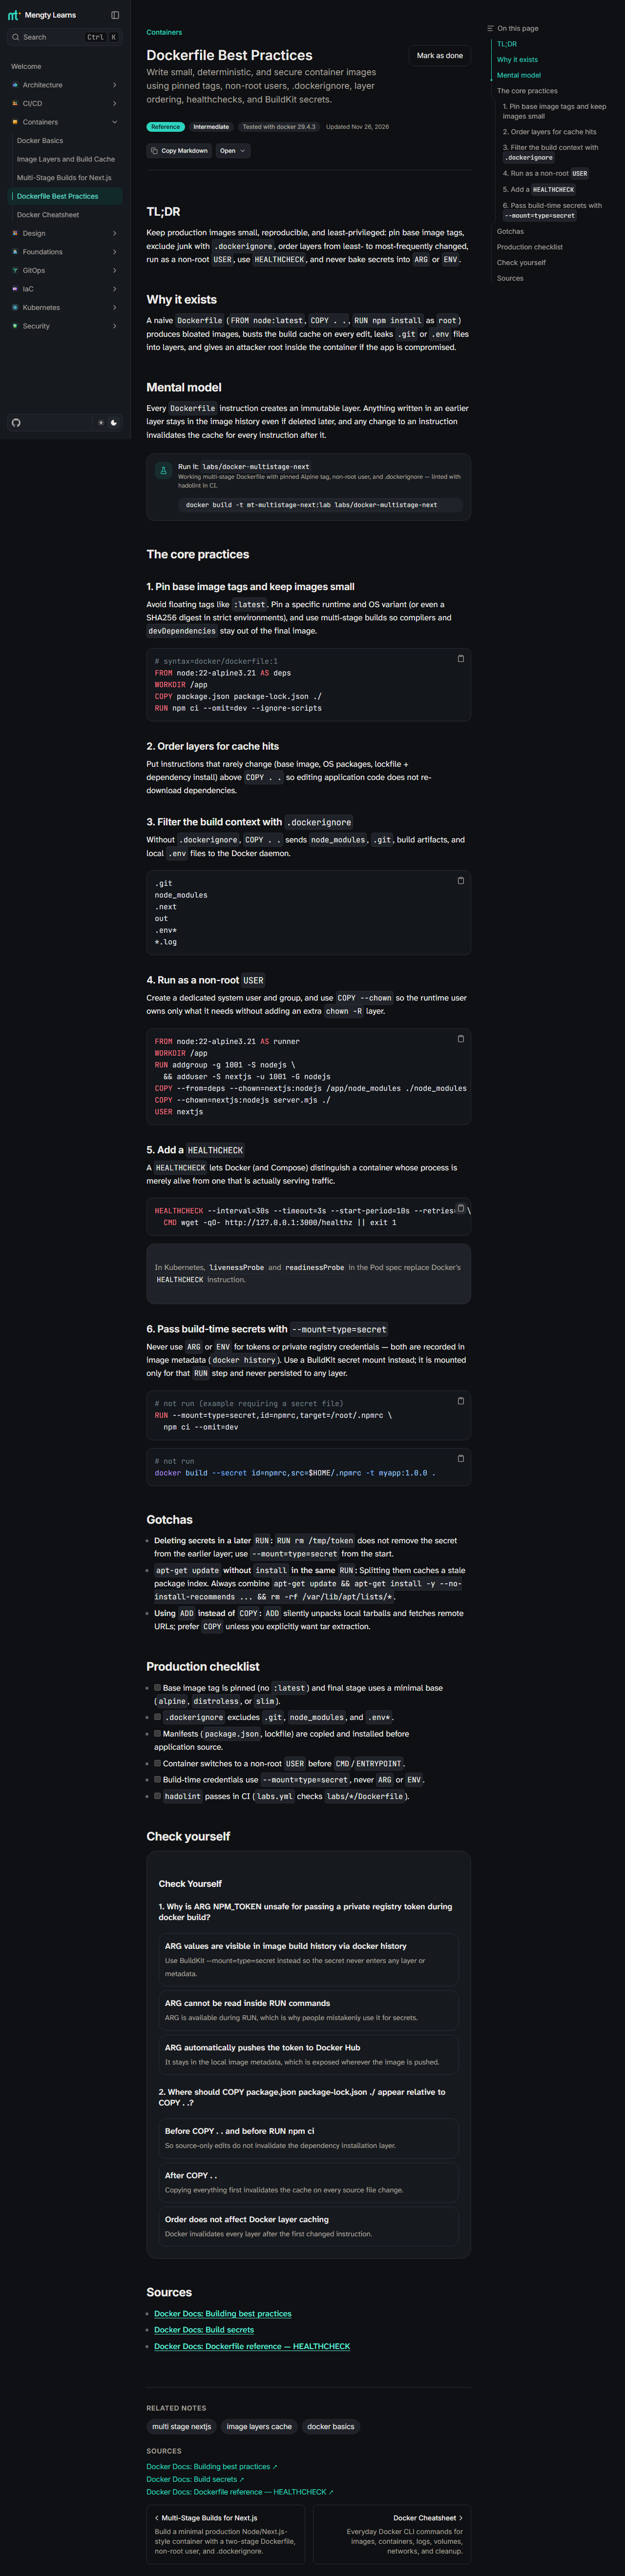 Mengty Learns
Search Ctrl K
Welcome
Architecture
CI/CD
Containers
Docker Basics
Image Layers and Build Cache
Multi-Stage Builds for Next.js
Dockerfile Best Practices
Docker Cheatsheet
Design
Foundations
GitOps
IaC
Kubernetes
Security
Containers
Dockerfile Best Practices
Mark as done
Write small, deterministic, and secure container images
using pinned tags, non-root users, .dockerignore, layer
ordering, healthchecks, and BuildKit secrets.
Reference Intermediate Tested with docker 29.4.3 Updated Nov 26, 2026
Copy Markdown Open
TL;DR
Keep production images small, reproducible, and least-privileged: pin base image tags,
exclude junk with .dockerignore, order layers from least- to most-frequently changed,
run as a non-root USER, use HEALTHCHECK, and never bake secrets into ARG or ENV.
Why it exists
A naive Dockerfile (FROM node:latest, COPY . ., RUN npm install as root)
produces bloated images, busts the build cache on every edit, leaks .git or .env files
into layers, and gives an attacker root inside the container if the app is compromised.
Mental model
Every Dockerfile instruction creates an immutable layer. Anything written in an earlier
layer stays in the image history even if deleted later, and any change to an instruction
invalidates the cache for every instruction after it.
Run it: labs/docker-multistage-next
Working multi-stage Dockerfile with pinned Alpine tag, non-root user, and .dockerignore — linted with
hadolint in CI.
docker build -t mt-multistage-next:lab labs/docker-multistage-next
The core practices
1. Pin base image tags and keep images small
Avoid floating tags like :latest. Pin a specific runtime and OS variant (or even a
SHA256 digest in strict environments), and use multi-stage builds so compilers and
devDependencies stay out of the final image.
# syntax=docker/dockerfile:1
FROM node:22-alpine3.21 AS deps
WORKDIR /app
COPY package.json package-lock.json ./
RUN npm ci --omit=dev --ignore-scripts
2. Order layers for cache hits
Put instructions that rarely change (base image, OS packages, lockfile +
dependency install) above COPY . . so editing application code does not re-
download dependencies.
3. Filter the build context with .dockerignore
Without .dockerignore, COPY . . sends node_modules, .git, build artifacts, and
local .env files to the Docker daemon.
.git
node_modules
.next
out
.env*
*.log
4. Run as a non-root USER
Create a dedicated system user and group, and use COPY --chown so the runtime user
owns only what it needs without adding an extra chown -R layer.
FROM node:22-alpine3.21 AS runner
WORKDIR /app
RUN addgroup -g 1001 -S nodejs \
&& adduser -S nextjs -u 1001 -G nodejs
COPY --from=deps --chown=nextjs:nodejs /app/node_modules ./node_modules
COPY --chown=nextjs:nodejs server.mjs ./
USER nextjs
5. Add a HEALTHCHECK
A HEALTHCHECK lets Docker (and Compose) distinguish a container whose process is
merely alive from one that is actually serving traffic.
HEALTHCHECK --interval=30s --timeout=3s --start-period=10s --retries= \
CMD wget -qO- http://127.0.0.1:3000/healthz || exit 1
In Kubernetes, livenessProbe and readinessProbe in the Pod spec replace Docker's
HEALTHCHECK instruction.
6. Pass build-time secrets with --mount=type=secret
Never use ARG or ENV for tokens or private registry credentials — both are recorded in
image metadata (docker history). Use a BuildKit secret mount instead; it is mounted
only for that RUN step and never persisted to any layer.
# not run (example requiring a secret file)
RUN --mount=type=secret,id=npmrc,target=/root/.npmrc \
npm ci --omit=dev
# not run
docker build --secret id=npmrc,src=$HOME/.npmrc -t myapp:1.0.0 .
Gotchas
Deleting secrets in a later RUN: RUN rm /tmp/token does not remove the secret
from the earlier layer; use --mount=type=secret from the start.
apt-get update without install in the same RUN: Splitting them caches a stale
package index. Always combine apt-get update && apt-get install -y --no-
install-recommends ... && rm -rf /var/lib/apt/lists/*.
Using ADD instead of COPY: ADD silently unpacks local tarballs and fetches remote
URLs; prefer COPY unless you explicitly want tar extraction.
Production checklist
Base image tag is pinned (no :latest) and final stage uses a minimal base
(alpine, distroless, or slim).
.dockerignore excludes .git, node_modules, and .env*.
Manifests (package.json, lockfile) are copied and installed before
application source.
Container switches to a non-root USER before CMD/ENTRYPOINT.
Build-time credentials use --mount=type=secret, never ARG or ENV.
hadolint passes in CI (labs.yml checks labs/*/Dockerfile).
Check yourself
Check Yourself
1. Why is ARG NPM_TOKEN unsafe for passing a private registry token during
docker build?
ARG values are visible in image build history via docker history
Use BuildKit --mount=type=secret instead so the secret never enters any layer or
metadata.
ARG cannot be read inside RUN commands
ARG is available during RUN, which is why people mistakenly use it for secrets.
ARG automatically pushes the token to Docker Hub
It stays in the local image metadata, which is exposed wherever the image is pushed.
2. Where should COPY package.json package-lock.json ./ appear relative to
COPY . .?
Before COPY . . and before RUN npm ci
So source-only edits do not invalidate the dependency installation layer.
After COPY . .
Copying everything first invalidates the cache on every source file change.
Order does not affect Docker layer caching
Docker invalidates every layer after the first changed instruction.
Sources
Docker Docs: Building best practices
Docker Docs: Build secrets
Docker Docs: Dockerfile reference — HEALTHCHECK
RELATED NOTES
multi stage nextjs image layers cache docker basics
SOURCES
Docker Docs: Building best practices ↗
Docker Docs: Build secrets ↗
Docker Docs: Dockerfile reference — HEALTHCHECK ↗
Multi-Stage Builds for Next.js
Build a minimal production Node/Next.js-
style container with a two-stage Dockerfile,
non-root user, and .dockerignore.
Docker Cheatsheet
Everyday Docker CLI commands for
images, containers, logs, volumes,
networks, and cleanup.
On this page
TL;DR
Why it exists
Mental model
The core practices
1. Pin base image tags and keep
images small
2. Order layers for cache hits
3. Filter the build context with
.dockerignore
4. Run as a non-root USER
5. Add a HEALTHCHECK
6. Pass build-time secrets with
--mount=type=secret
Gotchas
Production checklist
Check yourself
Sources